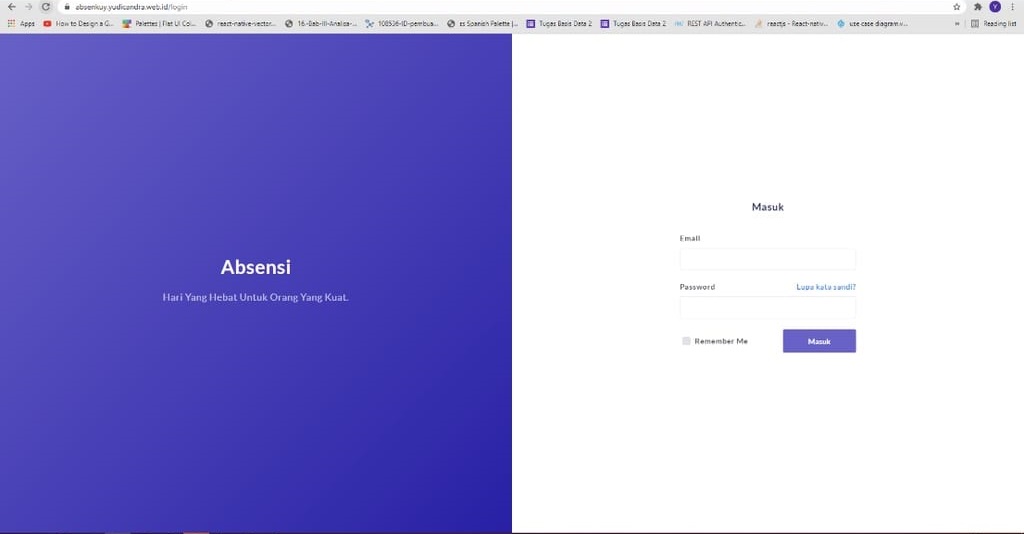 absenkuy.yudicandra.web.id/login
Apps
How to Design a G...
Palettes | Flat UI Col...
react-native-vector...
16.-Bab-III-Analisa-...
108536-ID-pembua...
es Spanish Palette |...
Tugas Basis Data 2
Tugas Basis Data 2
REST API Authentic...
reactjs - React-nativ...
use case diagram.v...
»
Reading list
Y
Absensi
Hari Yang Hebat Untuk Orang Yang Kuat.
Masuk
Email
Password
Lupa kata sandi?
Remember Me
Masuk